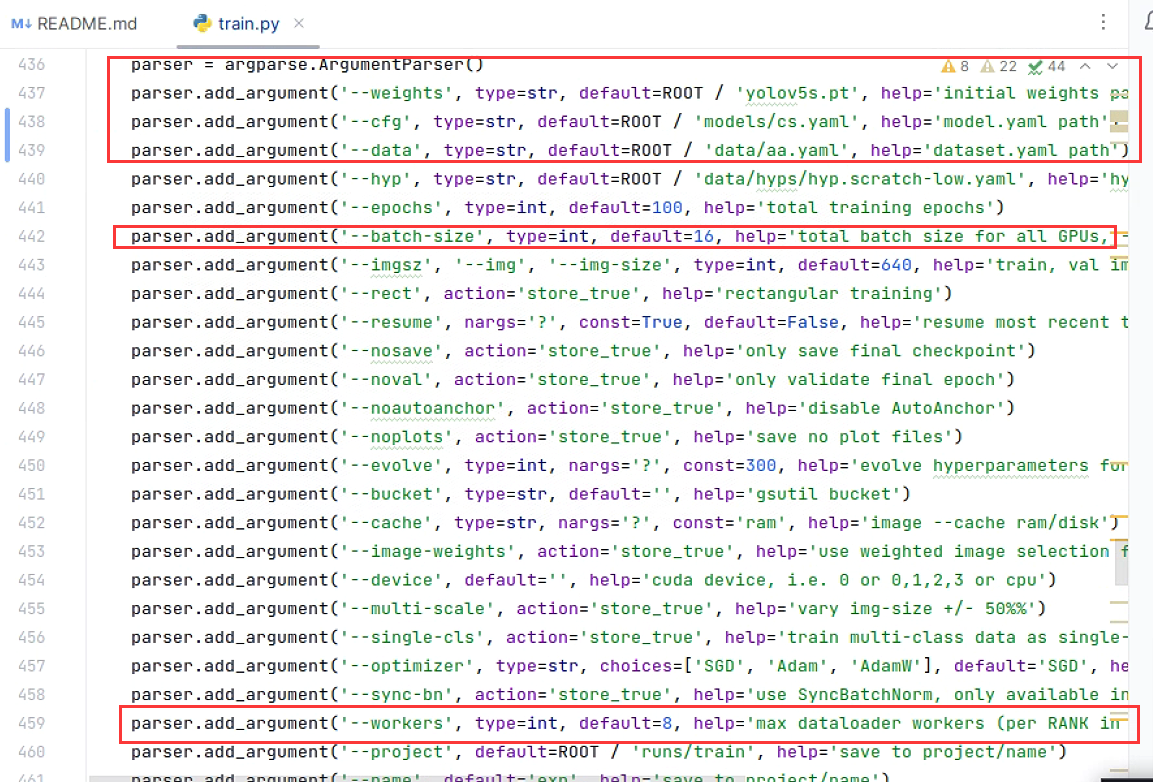 M↓ README.md train.py ×
436 parser = argparse.ArgumentParser() 8 22 44
437 parser.add_argument('--weights', type=str, default=ROOT / 'yolov5s.pt', help='initial weights pa
438 parser.add_argument('--cfg', type=str, default=ROOT / 'models/cs.yaml', help='model.yaml path'
439 parser.add_argument('--data', type=str, default=ROOT / 'data/aa.yaml', help='dataset.yaml path')
440 parser.add_argument('--hyp', type=str, default=ROOT / 'data/hyps/hyp.scratch-low.yaml', help='hy
441 parser.add_argument('--epochs', type=int, default=100, help='total training epochs')
442 parser.add_argument('--batch-size', type=int, default=16, help='total batch size for all GPUs, -
443 parser.add_argument('--imgsz', '--img', '--img-size', type=int, default=640, help='train, val im
444 parser.add_argument('--rect', action='store_true', help='rectangular training')
445 parser.add_argument('--resume', nargs='?', const=True, default=False, help='resume most recent t
446 parser.add_argument('--nosave', action='store_true', help='only save final checkpoint')
447 parser.add_argument('--noval', action='store_true', help='only validate final epoch')
448 parser.add_argument('--noautoanchor', action='store_true', help='disable AutoAnchor')
449 parser.add_argument('--noplots', action='store_true', help='save no plot files')
450 parser.add_argument('--evolve', type=int, nargs='?', const=300, help='evolve hyperparameters for
451 parser.add_argument('--bucket', type=str, default='', help='gsutil bucket')
452 parser.add_argument('--cache', type=str, nargs='?', const='ram', help='image --cache ram/disk')
453 parser.add_argument('--image-weights', action='store_true', help='use weighted image selection f
454 parser.add_argument('--device', default='', help='cuda device, i.e. 0 or 0,1,2,3 or cpu')
455 parser.add_argument('--multi-scale', action='store_true', help='vary img-size +/- 50%%')
456 parser.add_argument('--single-cls', action='store_true', help='train multi-class data as single-
457 parser.add_argument('--optimizer', type=str, choices=['SGD', 'Adam', 'AdamW'], default='SGD', he
458 parser.add_argument('--sync-bn', action='store_true', help='use SyncBatchNorm, only available in
459 parser.add_argument('--workers', type=int, default=8, help='max dataloader workers (per RANK in
460 parser.add_argument('--project', default=ROOT / 'runs/train', help='save to project/name')
461 parser.add_argument('--name', default='exp', help='save to project/name')